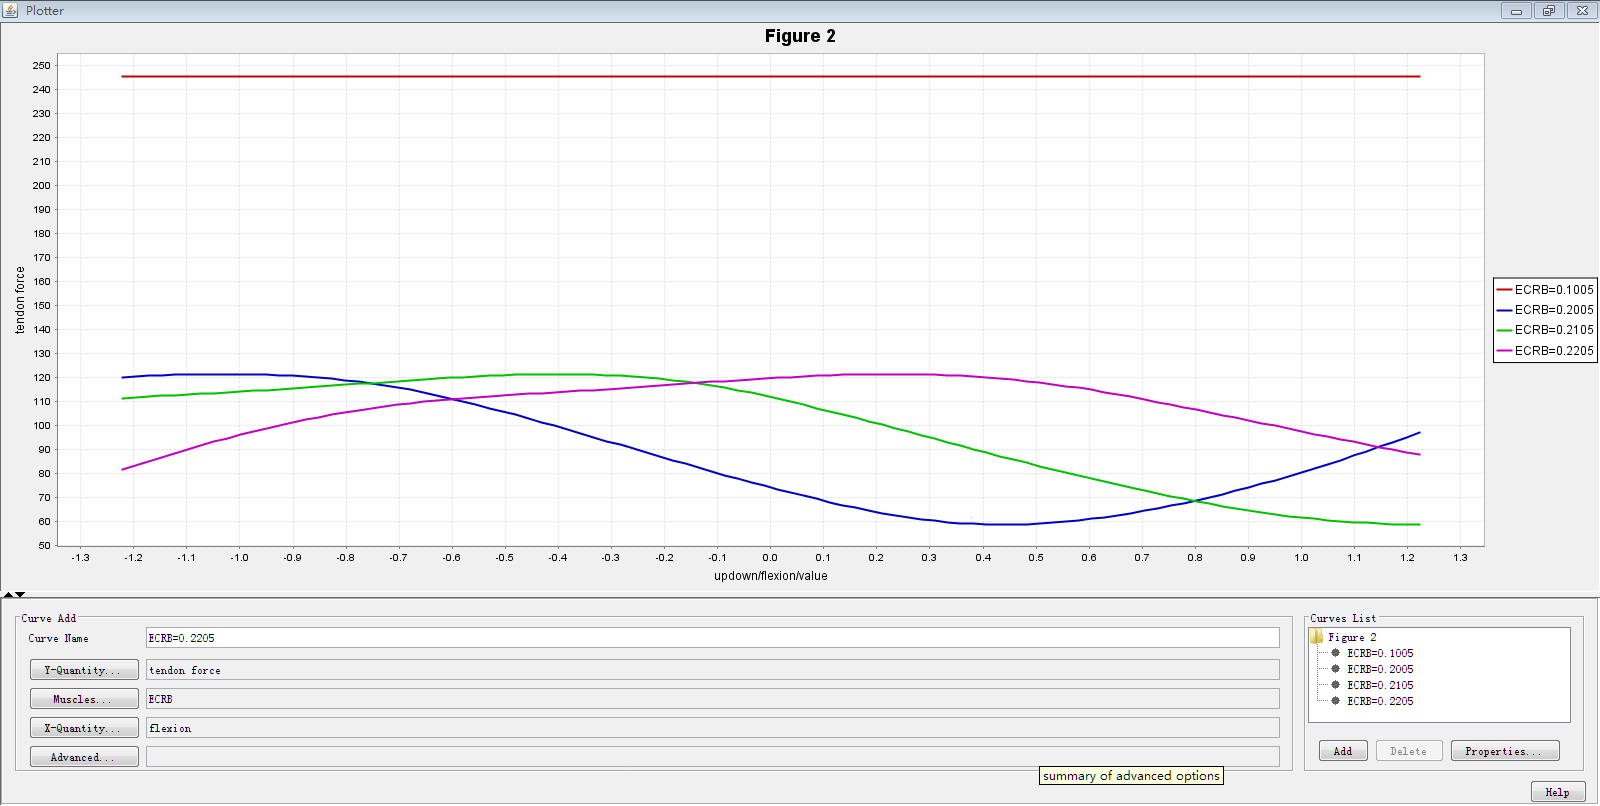 Plotter
Figure 2
250
240
230
220
210
200
190
180
170
160
150
140
130
120
110
100
90
80
70
60
50
tendon force
-1.3 -1.2 -1.1 -1.0 -0.9 -0.8 -0.7 -0.6 -0.5 -0.4 -0.3 -0.2 -0.1 0.0 0.1 0.2 0.3 0.4 0.5 0.6 0.7 0.8 0.9 1.0 1.1 1.2 1.3
updown/flexion/value
ECRB=0.1005
ECRB=0.2005
ECRB=0.2105
ECRB=0.2205
Curve Add
Curve Name ECRB=0.2205
Y-Quantity... tendon force
Muscles... ECRB
X-Quantity... flexion
Advanced...
summary of advanced options
Curves List
Figure 2
ECRB=0.1005
ECRB=0.2005
ECRB=0.2105
ECRB=0.2205
Add Delete Properties...
Help